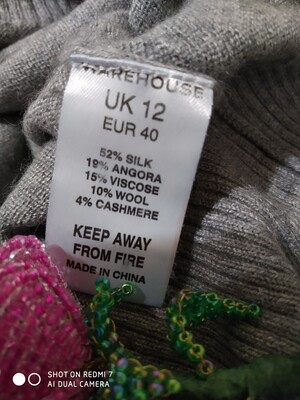 WAREHOUSE
UK 12
EUR 40
52% SILK
19% ANGORA
15% VISCOSE
10% WOOL
4% CASHMERE
KEEP AWAY
FROM FIRE
MADE IN CHINA
SHOT ON REDMI 7
AI DUAL CAMERA